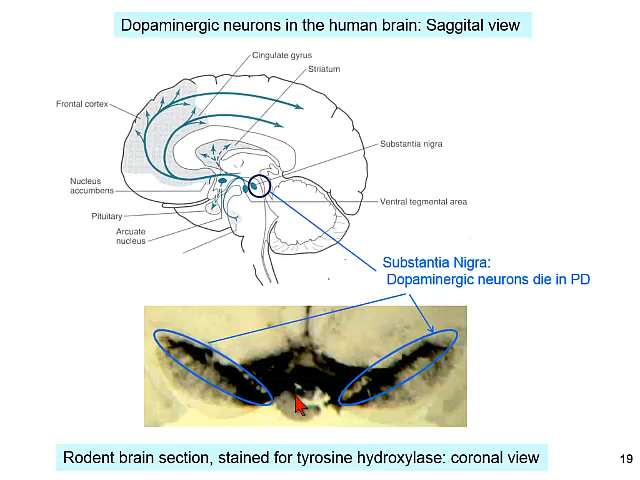 Dopaminergic neurons in the human brain: Saggital view
Cingulate gyrus
Striatum
Frontal cortex
Substantia nigra
Nucleus
accumbens
Ventral tegmental area
Pituitary
Arcuate
nucleus
Substantia Nigra:
Dopaminergic neurons die in PD
Rodent brain section, stained for tyrosine hydroxylase: coronal view
19